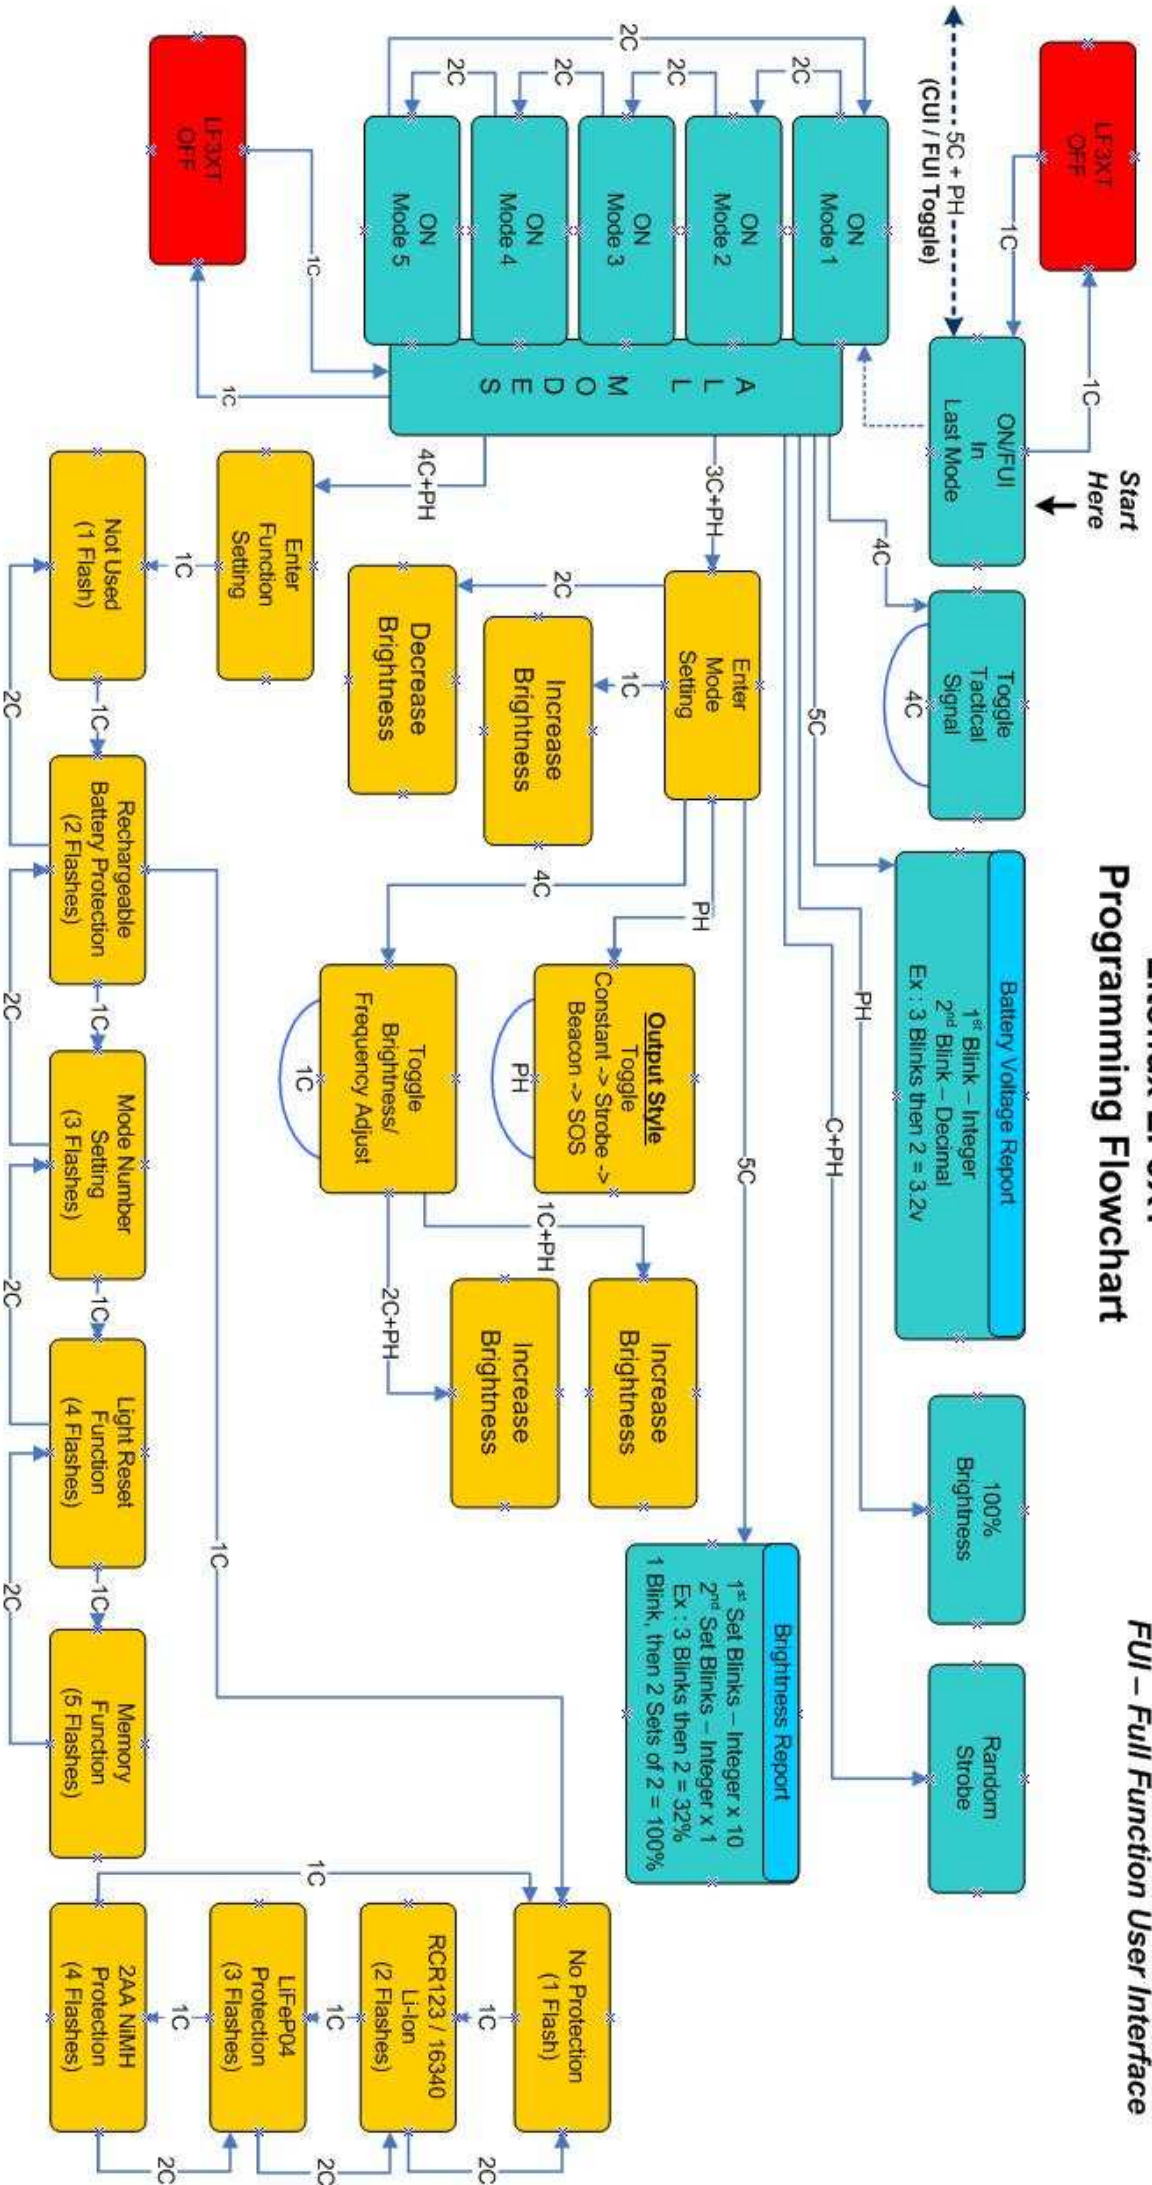 Programming Flowchart
FUI – Full Function User Interface
Start
Here
LF3XT
OFF
1C
1C
5C + PH
(CUI / FUI Toggle)
ON/FUI
In
Last Mode
Toggle
Tactical
Signal
4C
4C
Battery Voltage Report
1st Blink – Integer
2nd Blink – Decimal
Ex : 3 Blinks then 2 = 3.2v
5C
100%
Brightness
PH
Random
Strobe
C+PH
ON
Mode 1
ON
Mode 2
ON
Mode 3
ON
Mode 4
ON
Mode 5
2C
2C
2C
2C
2C
A
L
L
M
O
D
E
S
LF3XT
OFF
1C
1C
3C+PH
Enter
Mode
Setting
1C
Increase
Brightness
2C
Decrease
Brightness
5C
Brightness Report
1st Set Blinks – Integer x 10
2nd Set Blinks – Integer x 1
Ex : 3 Blinks then 2 = 32%
1 Blink, then 2 Sets of 2 = 100%
PH
Output Style
Toggle
Constant -> Strobe ->
Beacon -> SOS
PH
4C
Toggle
Brightness/
Frequency Adjust
1C
1C+PH
Increase
Brightness
2C+PH
Increase
Brightness
4C+PH
Enter
Function
Setting
1C
Not Used
(1 Flash)
1C
Rechargeable
Battery Protection
(2 Flashes)
1C
Mode Number
Setting
(3 Flashes)
1C
Light Reset
Function
(4 Flashes)
1C
Memory
Function
(5 Flashes)
2C
2C
2C
2C
1C
No Protection
(1 Flash)
1C
RCR123 / 16340
Li-Ion
(2 Flashes)
1C
LiFeP04
Protection
(3 Flashes)
1C
2AA NiMH
Protection
(4 Flashes)
1C
2C
2C
2C